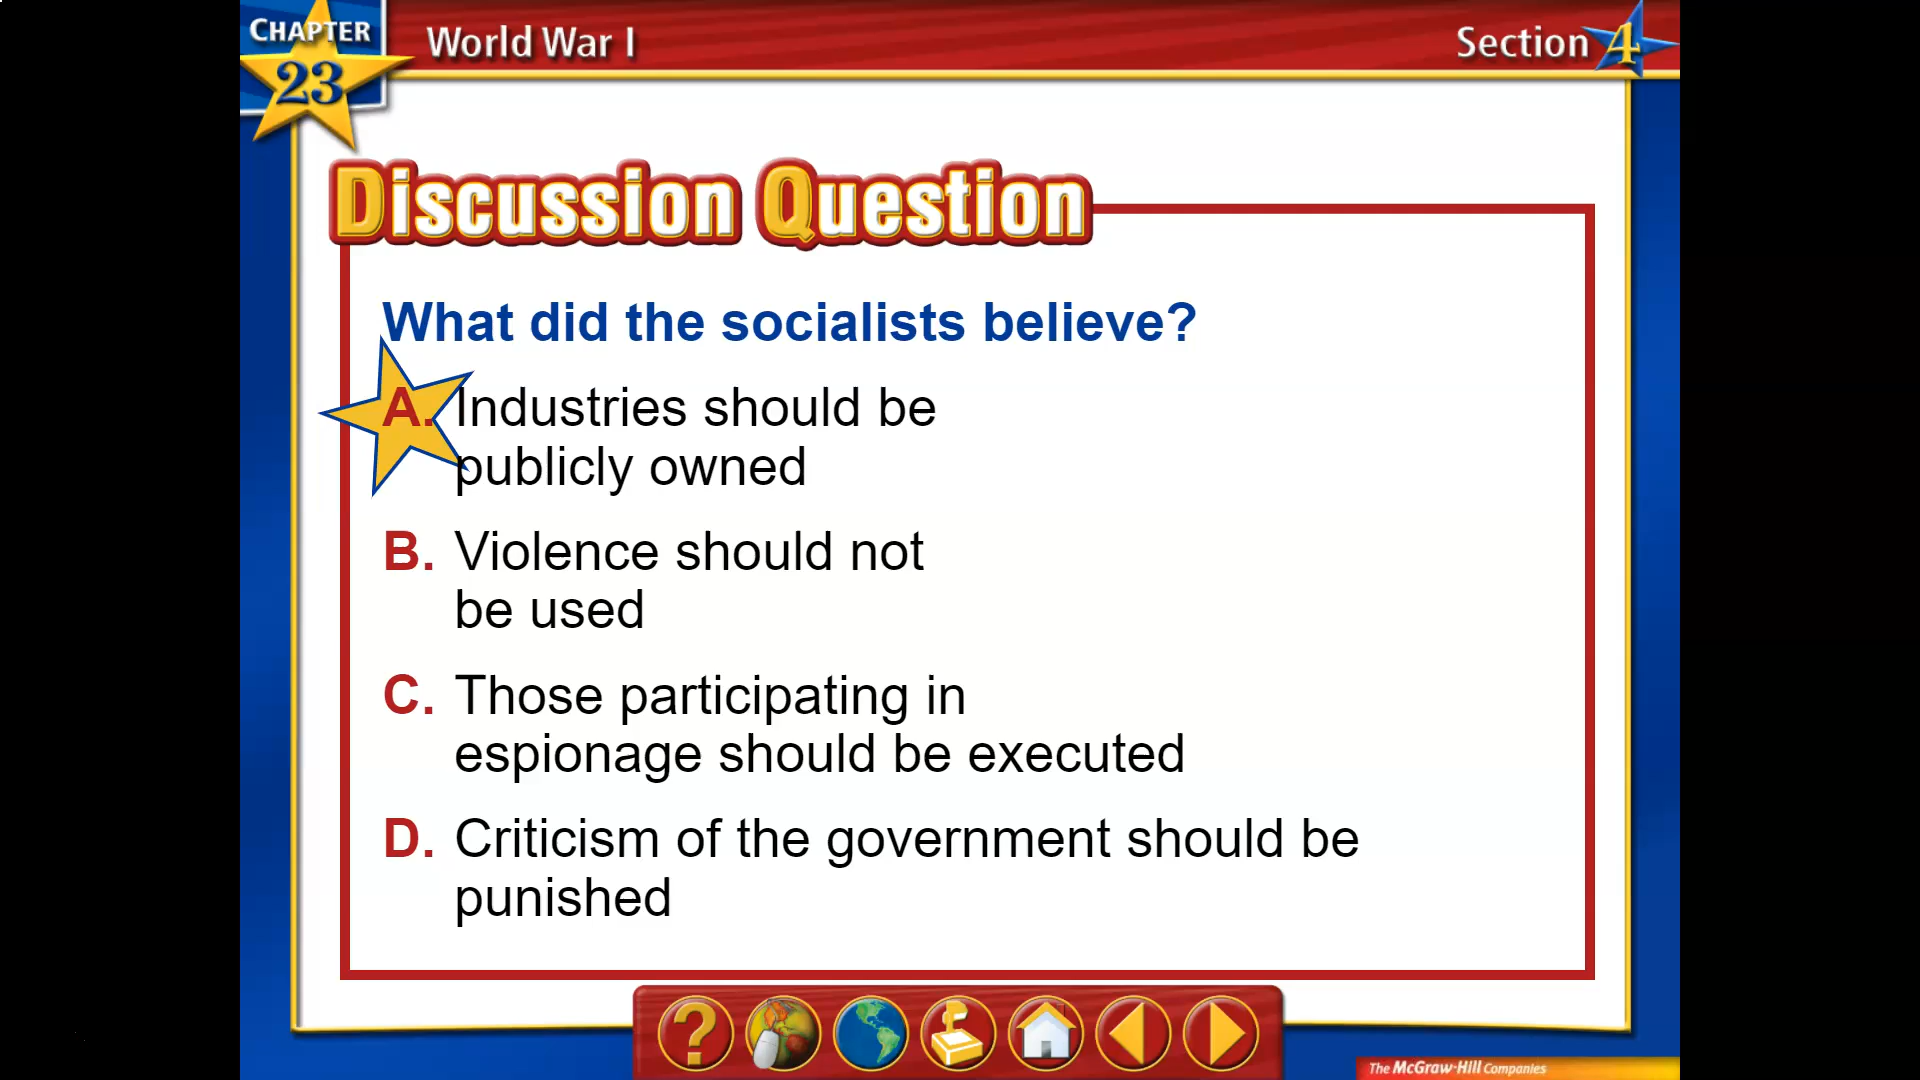 CHAPTER
23
World War I
Section 4
Discussion Question
What did the socialists believe?
A. Industries should be
publicly owned
B. Violence should not
be used
C. Those participating in
espionage should be executed
D. Criticism of the government should be
punished
?
The McGraw-Hill Companies